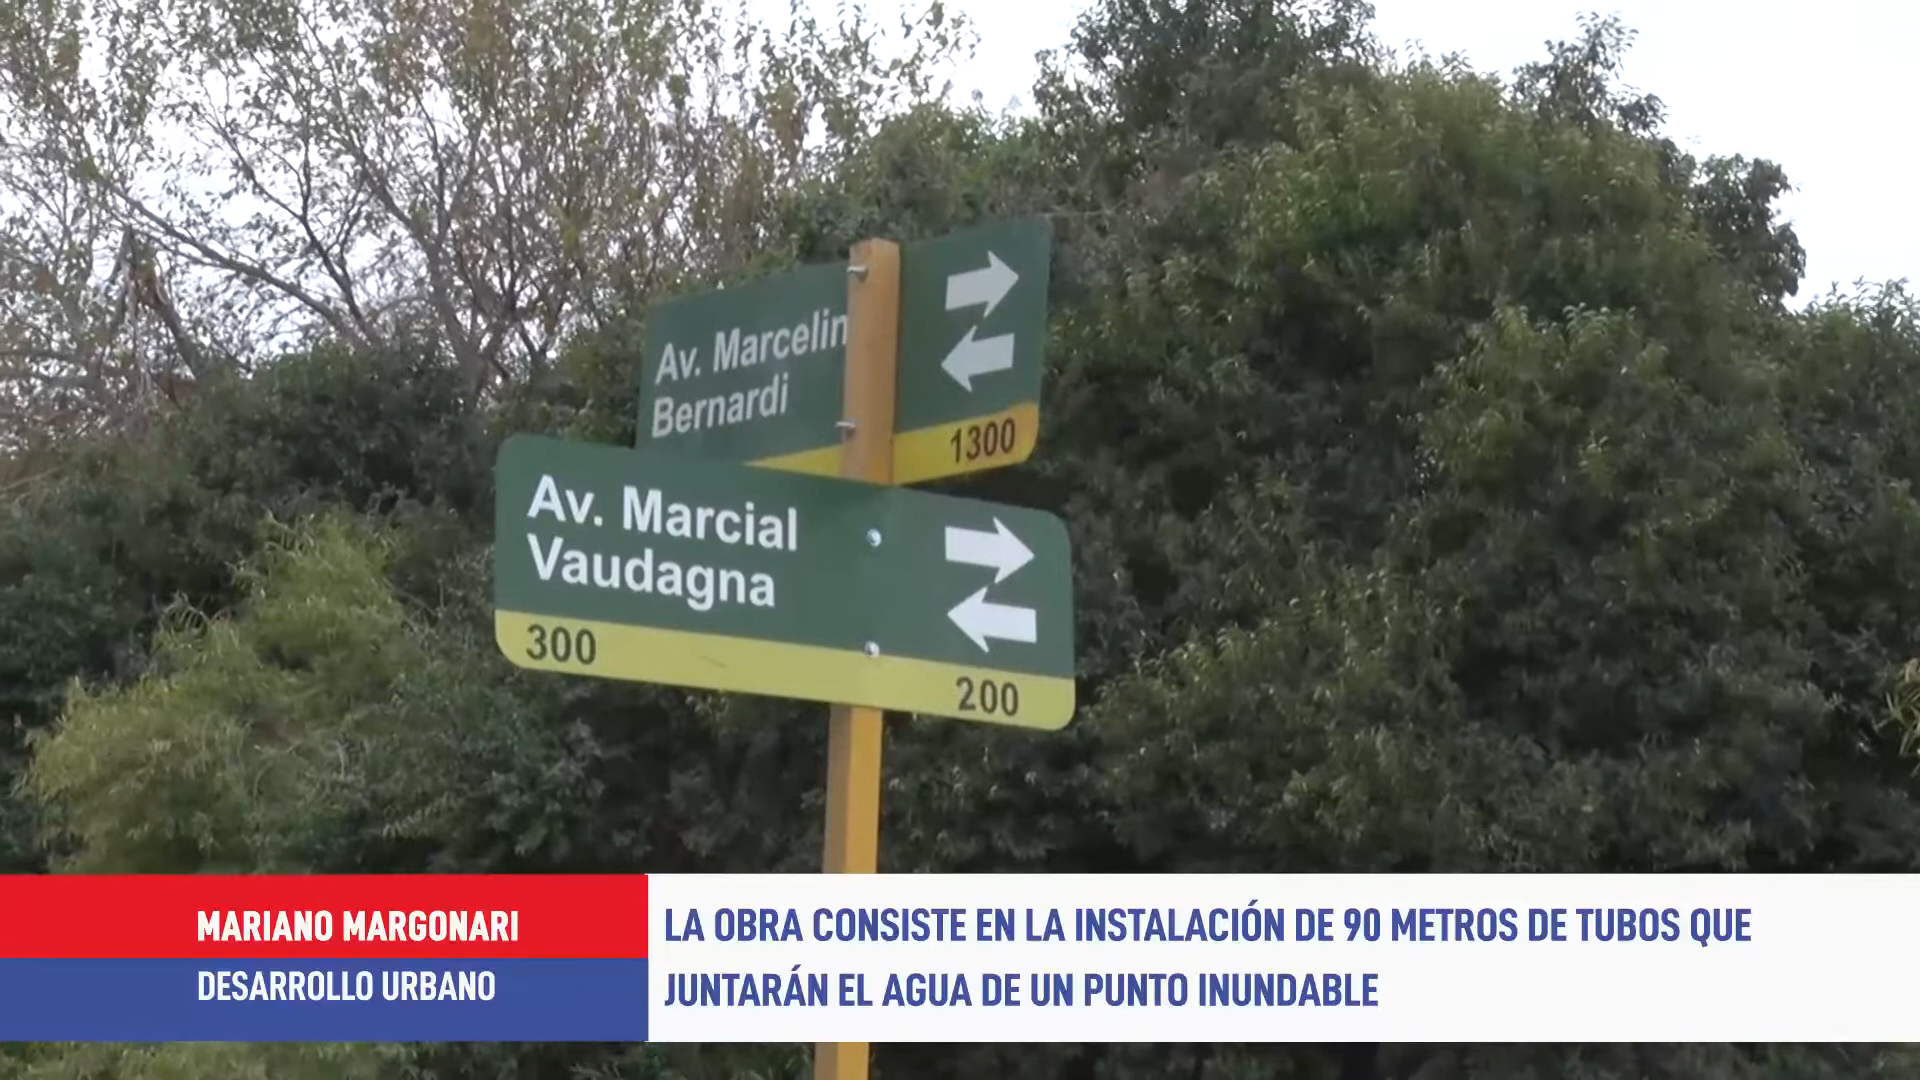 Av. Marcelin
Bernardi
1300
Av. Marcial
Vaudagna
300
200
MARIANO MARGONARI
DESARROLLO URBANO
LA OBRA CONSISTE EN LA INSTALACIÓN DE 90 METROS DE TUBOS QUE
JUNTARÁN EL AGUA DE UN PUNTO INUNDABLE